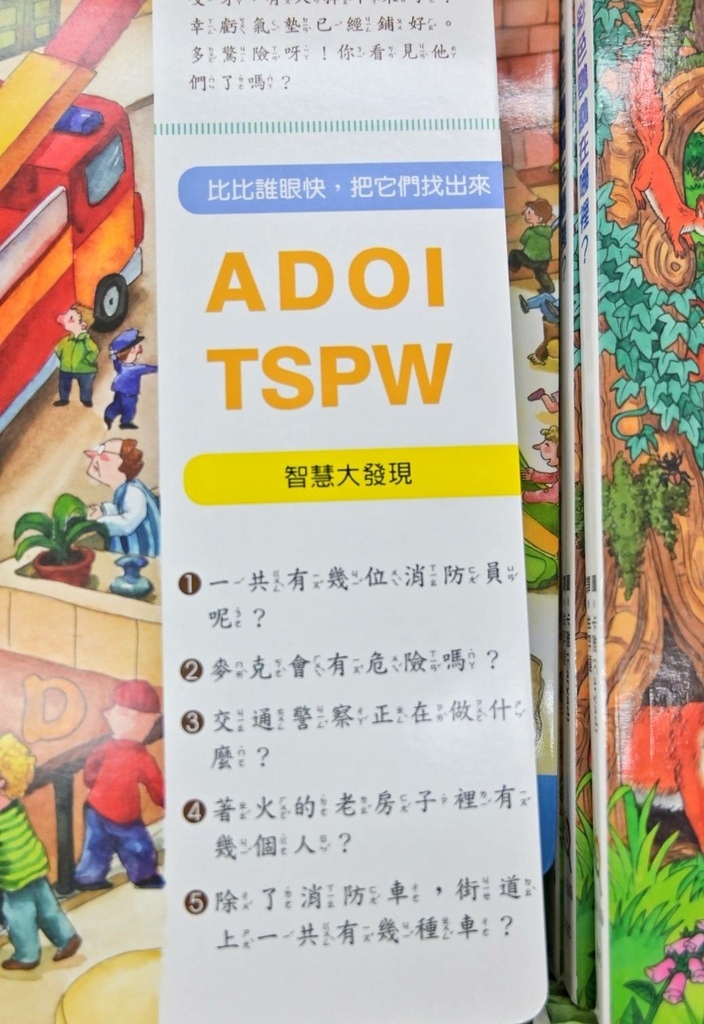 幸虧氣墊已經鋪好。
多驚險呀！你看見他
們了嗎？
比比誰眼快，把它們找出來
ADOI
TSPW
智慧大發現
❶一共有幾位消防員
呢？
❷麥克會有危險嗎？
❸交通警察正在做什
麼？
❹著火的老房子裡有
幾個人？
❺除了消防車，街道
上一共有幾種車？
D